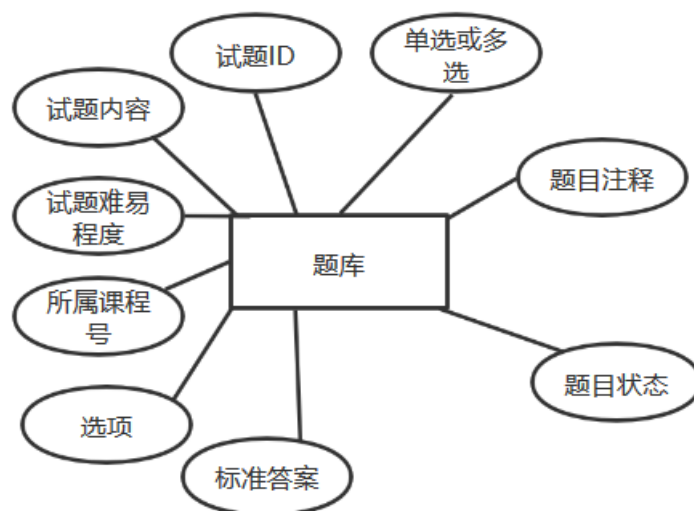 试题ID
单选或多
选
试题内容
题目注释
试题难易
程度
题库
所属课程
号
题目状态
选项
标准答案